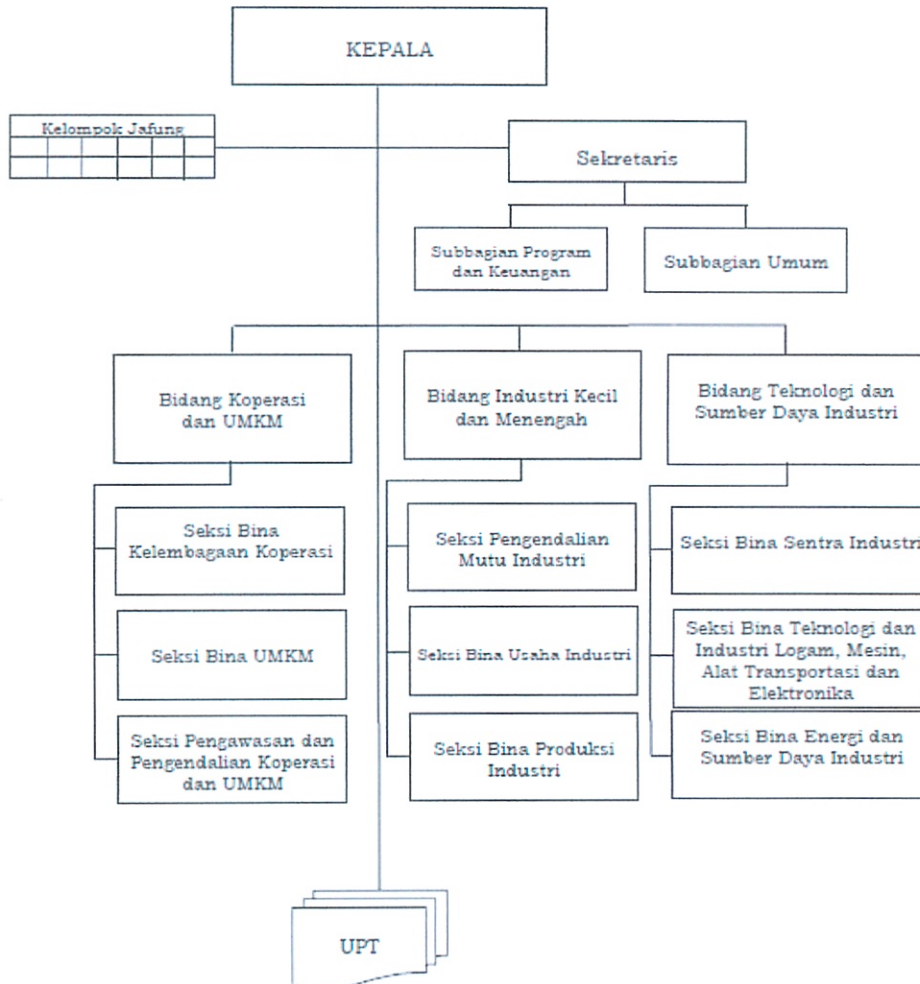 KEPALA
Kelompok Jafung
Sekretaris
Subbagian Program
dan Keuangan
Subbagian Umum
Bidang Koperasi
dan UMKM
Bidang Industri Kecil
dan Menengah
Bidang Teknologi dan
Sumber Daya Industri
Seksi Bina
Kelembagaan Koperasi
Seksi Pengendalian
Mutu Industri
Seksi Bina Sentra Industri
Seksi Bina UMKM
Seksi Bina Usaha Industri
Seksi Bina Teknologi dan
Industri Logam, Mesin,
Alat Transportasi dan
Elektronika
Seksi Pengawasan dan
Pengendalian Koperasi
dan UMKM
Seksi Bina Produksi
Industri
Seksi Bina Energi dan
Sumber Daya Industri
UPT